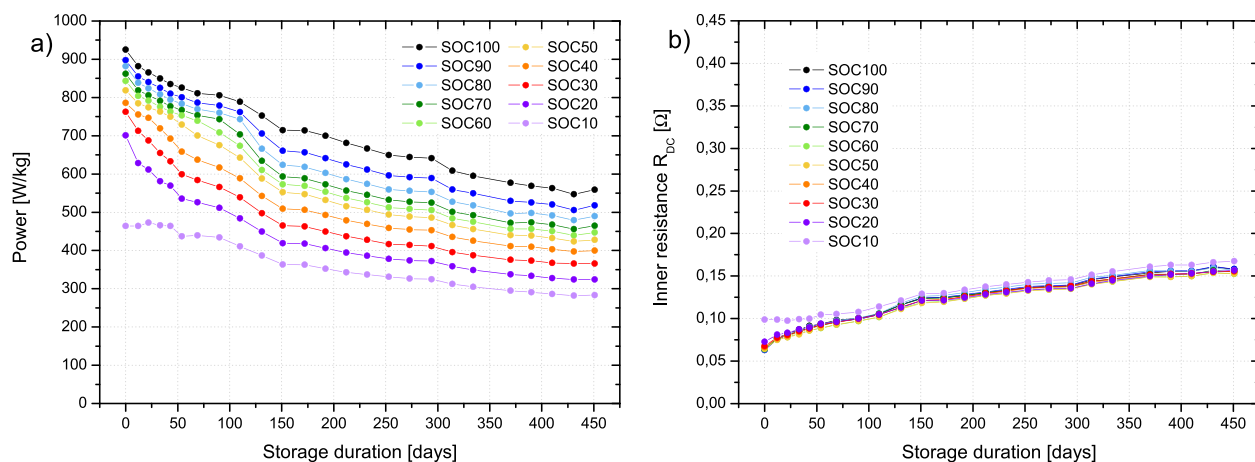 a)
1000
900
800
700
600
500
400
300
200
100
0
Power [W/kg]
SOC100
SOC90
SOC80
SOC70
SOC60
SOC50
SOC40
SOC30
SOC20
SOC10
0 50 100 150 200 250 300 350 400 450
Storage duration [days]
b)
0,45
0,40
0,35
0,30
0,25
0,20
0,15
0,10
0,05
0,00
Inner resistance RDC [Ω]
SOC100
SOC90
SOC80
SOC70
SOC60
SOC50
SOC40
SOC30
SOC20
SOC10
0 50 100 150 200 250 300 350 400 450
Storage duration [days]